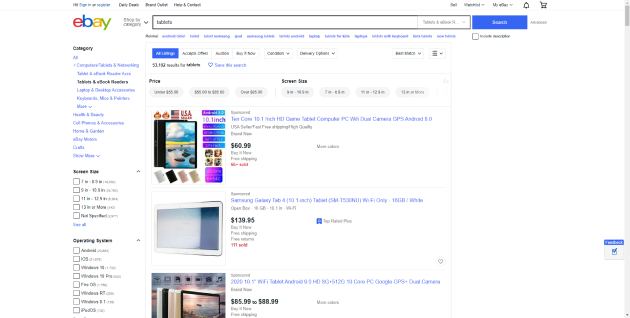 Hi! Sign in or register
Daily Deals
Brand Outlet
Help & Contact
Sell
Watchlist
My eBay
ebay
Shop by category
tablets
Tablets & eBook R...
Search
Advanced
Related:
android tablet
tablet
tablet samsung
ipad
samsung tablets
tablets android
laptop
tablets for kids
laptops
tablets with keyboard
Include description
Category
All
Computers/Tablets & Networking
Tablet & eBook Reader Accs
Tablets & eBook Readers
Laptop & Desktop Accessories
Keyboards, Mice & Pointers
More
Health & Beauty
Cell Phones & Accessories
Home & Garden
eBay Motors
Crafts
Show More
Screen Size
7 in - 8.9 in
9 in - 10.9 in
11 in - 12.9 in
13 in or More
Not Specified
See all
Operating System
Android
iOS
Windows 10
Windows 10 Pro
Fire OS
Windows RT
Windows 8.1
iPadOS
All Listings
Accepts Offers
Auction
Buy It Now
Condition
Delivery Options
Best Match
53,102 results for tablets
Save this search
Price
Under $55.00
$55.00 to $95.00
Over $95.00
Screen Size
9 in - 10.9 in
7 in - 8.9 in
11 in - 12.9 in
13 in or More
Sponsored
Ten Core 10.1 Inch HD Game Tablet Computer PC Wifi Dual Camera GPS Android 8.0
USA Seller/Fast Free shipping/High Quality
Brand New
$60.99
Buy It Now
Free shipping
56+ sold
More colors
Sponsored
Samsung Galaxy Tab 4 (10.1-inch) Tablet (SM-T530NU) Wi-Fi Only - 16GB / White
Open Box · 16 GB · 10.1 in · Wi-Fi
$139.95
Buy It Now
Free shipping
Free returns
111 sold
Top Rated Plus
Sponsored
2020 10.1" WiFi Tablet Android 9.0 HD 8G+512G 10 Core PC Google GPS+ Dual Camera
Brand New
$85.99 to $88.99
Buy It Now
More colors
Feedback